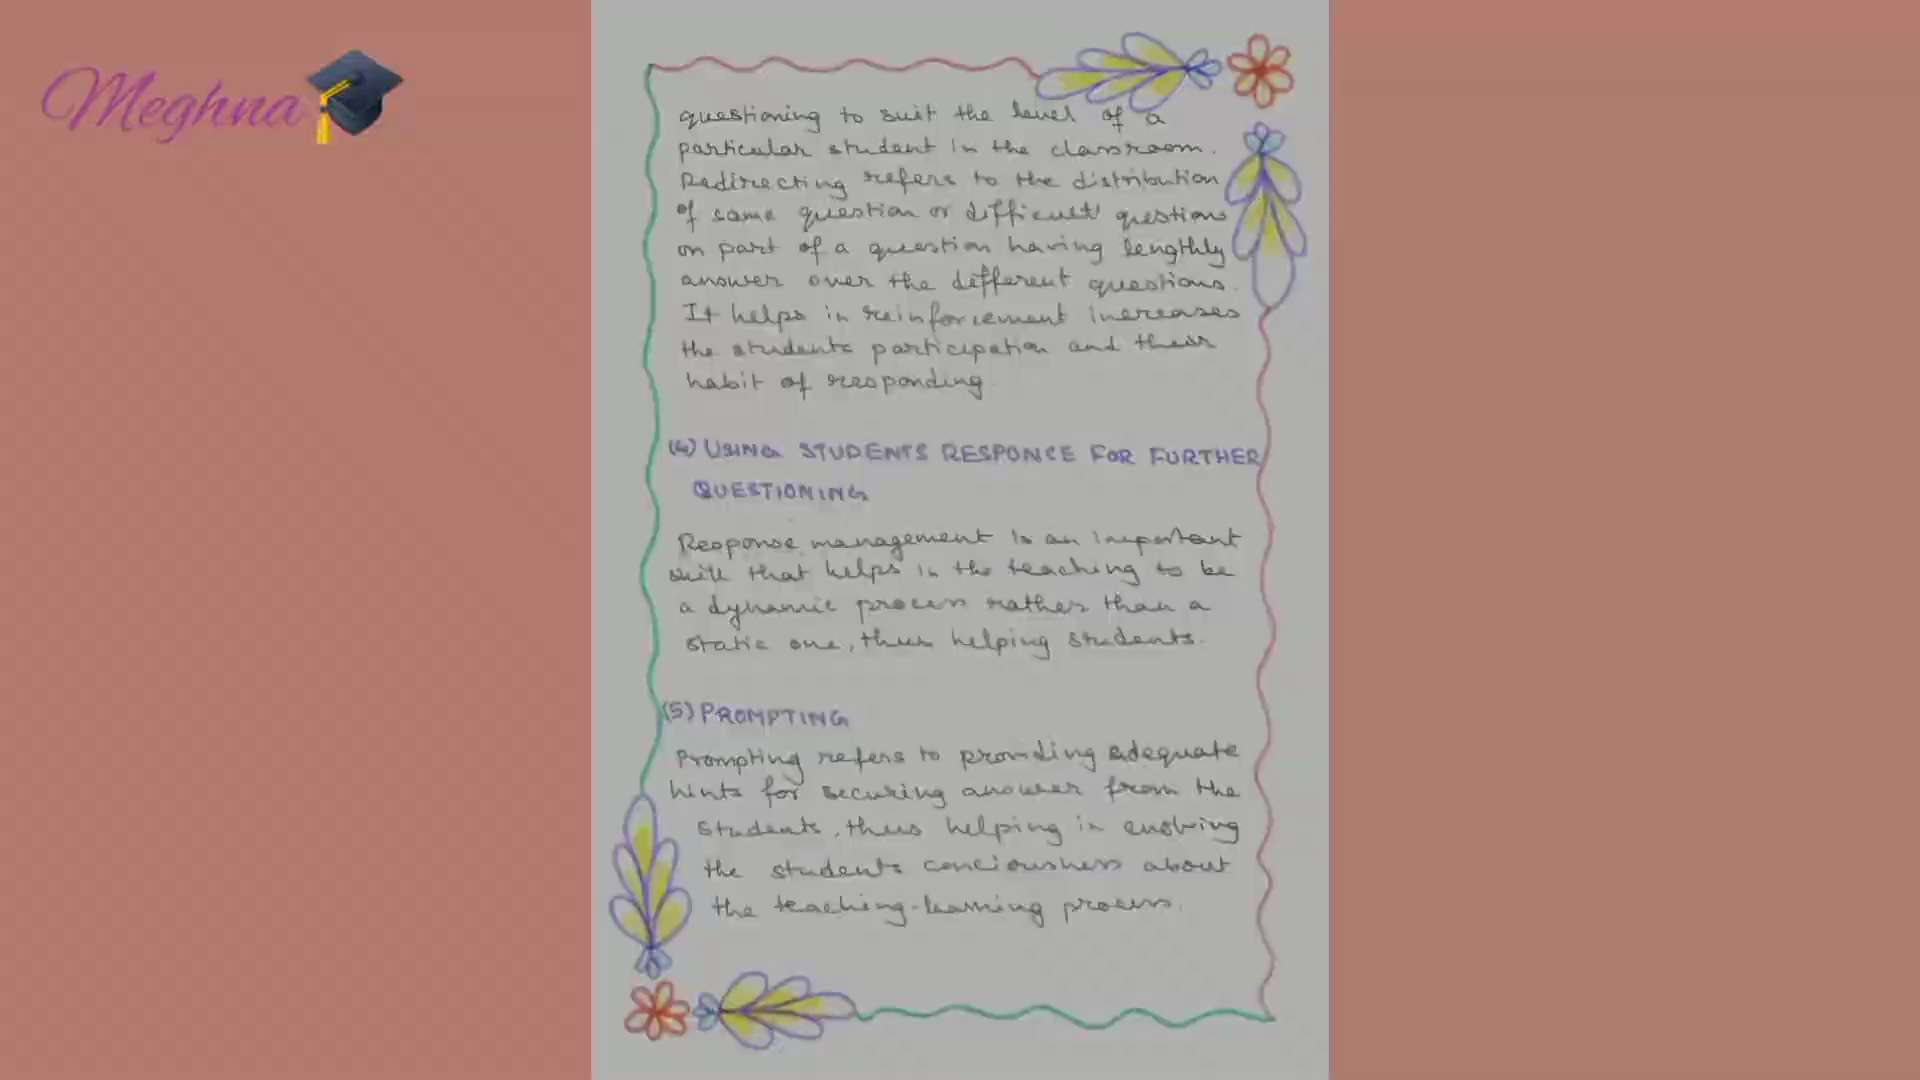 Meghna
questioning to suit the level of a
particular student in the classroom.
Redirecting refers to the distribution
of same question or difficult questions
on part of a question having lengthly
answer over the different questions.
It helps in reinforcement increases
the students participation and their
habit of responding.
(4) USING STUDENTS RESPONCE FOR FURTHER
QUESTIONING
Response management is an important
skill that helps in the teaching to be
a dynamic process rather than a
static one, thus helping students.
(5) PROMPTING
Prompting refers to providing adequate
hints for securing answer from the
students, thus helping in evolving
the students conciousness about
the teaching-learning process.